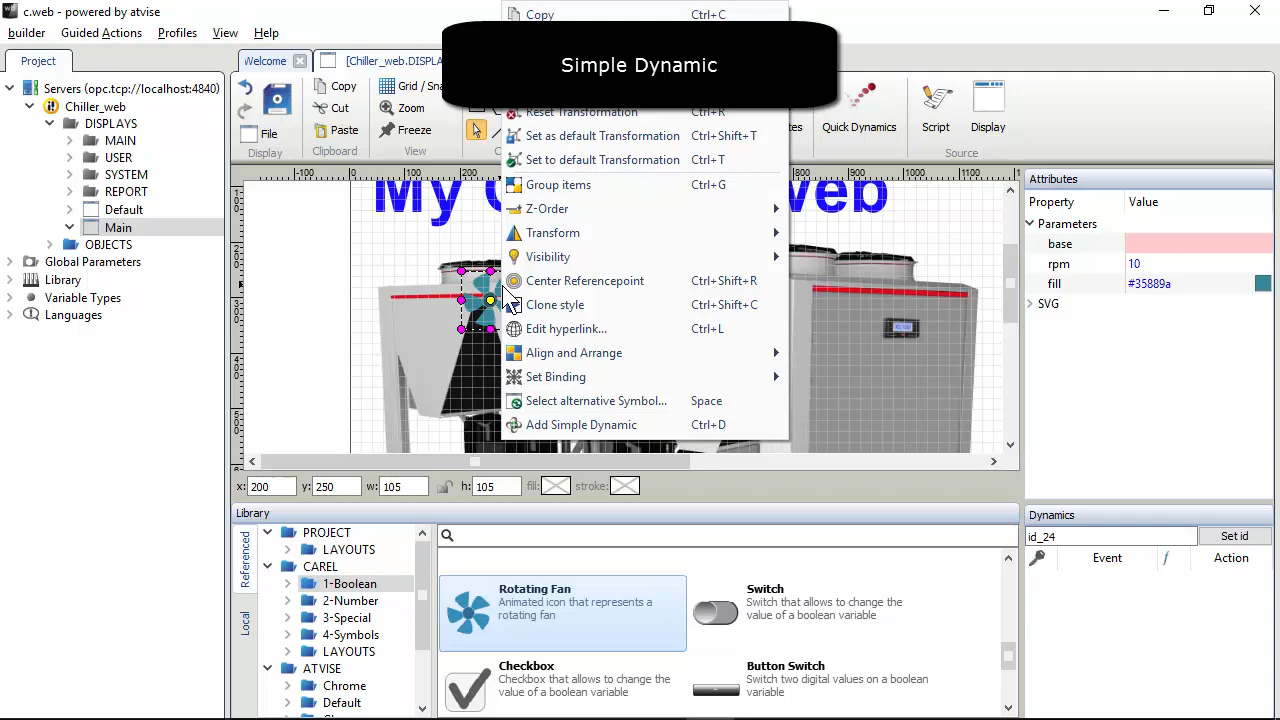 c.web - powered by atvise
builder Guided Actions Profiles View Help
Copy Ctrl+C
Simple Dynamic
Project
Welcome
[Chiller_web.DISPLA
Servers (opc.tcp://localhost:4840)
Chiller_web
DISPLAYS
MAIN
USER
SYSTEM
REPORT
Default
Main
OBJECTS
Global Param
Library
Variable Types
Languages
File
Display
Copy
Cut
Paste
Clipboard
Grid / Sna
Zoom
Freeze
View
Quick Dynamics
Script
Display
Source
Reset Transformation Ctrl+R
Set as default Transformation Ctrl+Shift+T
Set to default Transformation Ctrl+T
Group items Ctrl+G
Z-Order
Transform
Visibility
Center Referencepoint Ctrl+Shift+R
Clone style Ctrl+Shift+C
Edit hyperlink... Ctrl+L
Align and Arrange
Set Binding
Select alternative Symbol... Space
Add Simple Dynamic Ctrl+D
-100 0 100 200 800 900 1000
My
eb
Attributes
Property Value
Parameters
base
rpm 10
fill #35889a
SVG
x: 200 y: 250 w: 105 h: 105 fill: stroke:
Library
Referenced
Local
PROJECT
LAYOUTS
CAREL
1-Boolean
2-Number
3-Special
4-Symbols
LAYOUTS
ATVISE
Chrome
Default
Rotating Fan
Animated icon that represents a
rotating fan
Switch
Switch that allows to change the
value of a boolean variable
Checkbox
Checkbox that allows to change the
value of a boolean variable
Button Switch
Switch two digital values on a boolean
variable
Dynamics
id_24 Set id
Event f Action